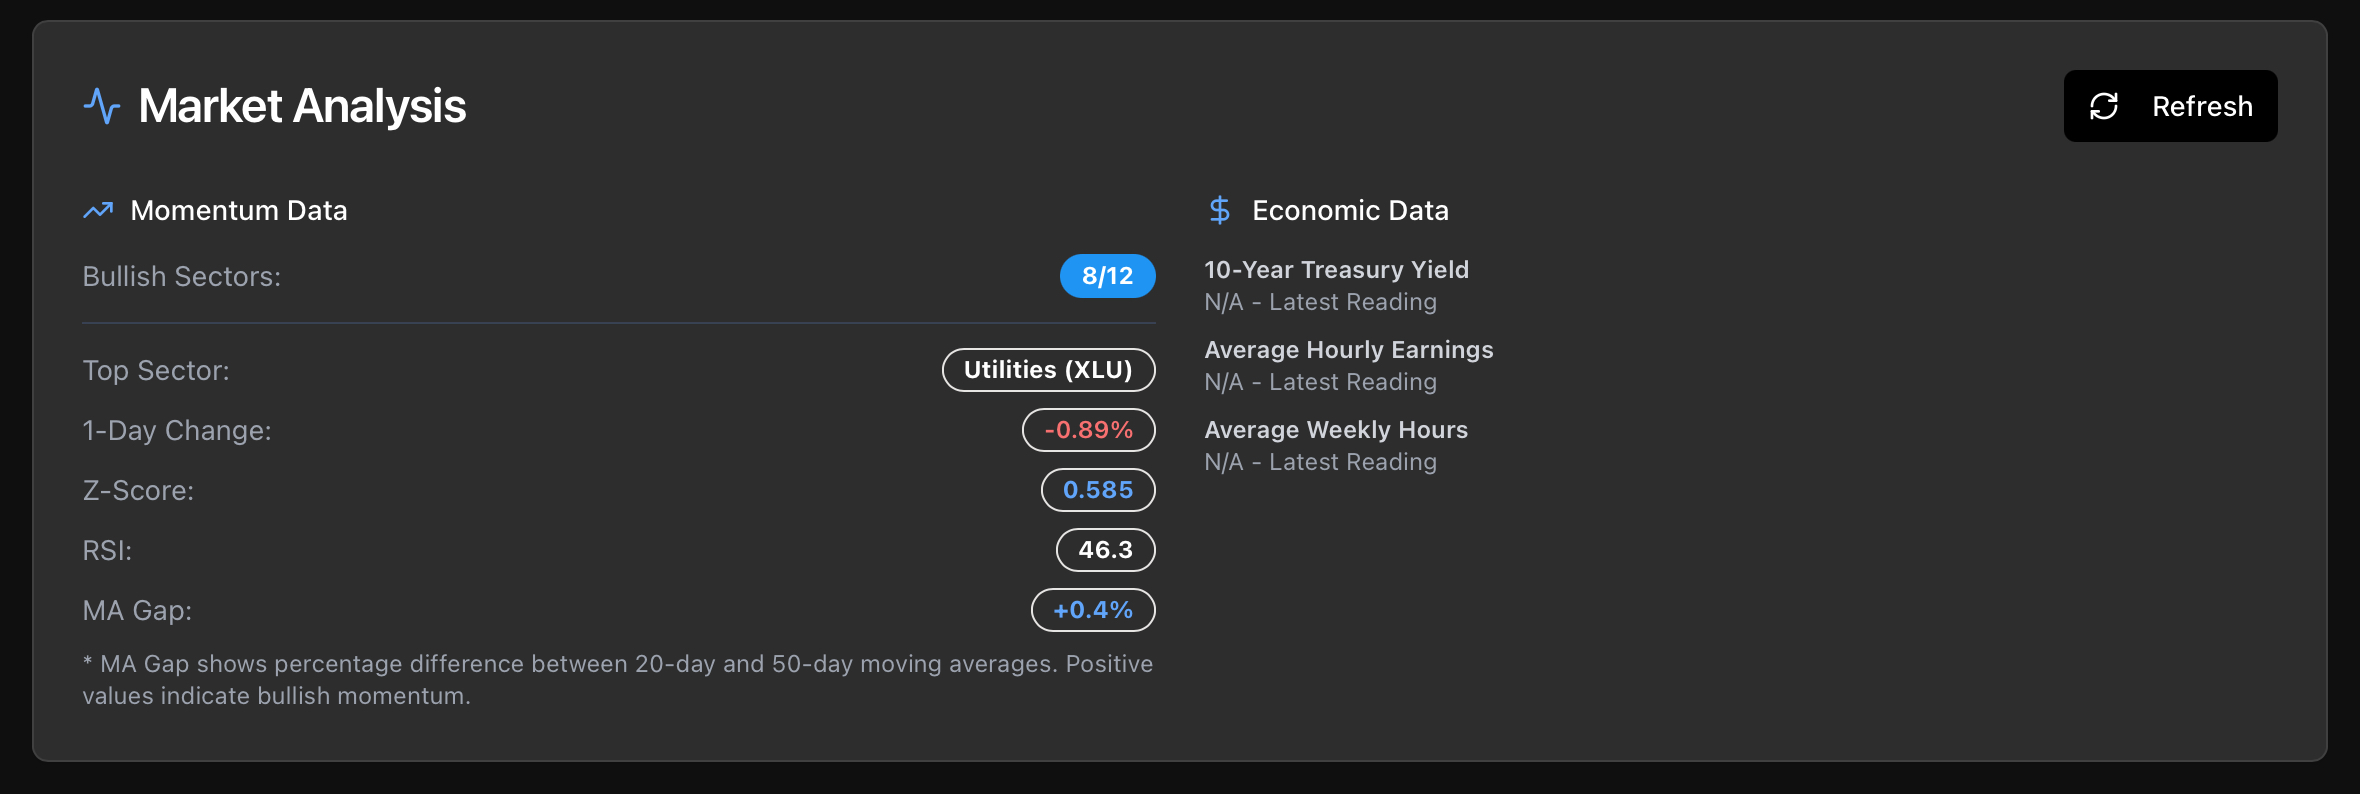 Market Analysis
Refresh
Momentum Data
Bullish Sectors:
8/12
Top Sector:
Utilities (XLU)
1-Day Change:
-0.89%
Z-Score:
0.585
RSI:
46.3
MA Gap:
+0.4%
* MA Gap shows percentage difference between 20-day and 50-day moving averages. Positive
values indicate bullish momentum.
Economic Data
10-Year Treasury Yield
N/A - Latest Reading
Average Hourly Earnings
N/A - Latest Reading
Average Weekly Hours
N/A - Latest Reading